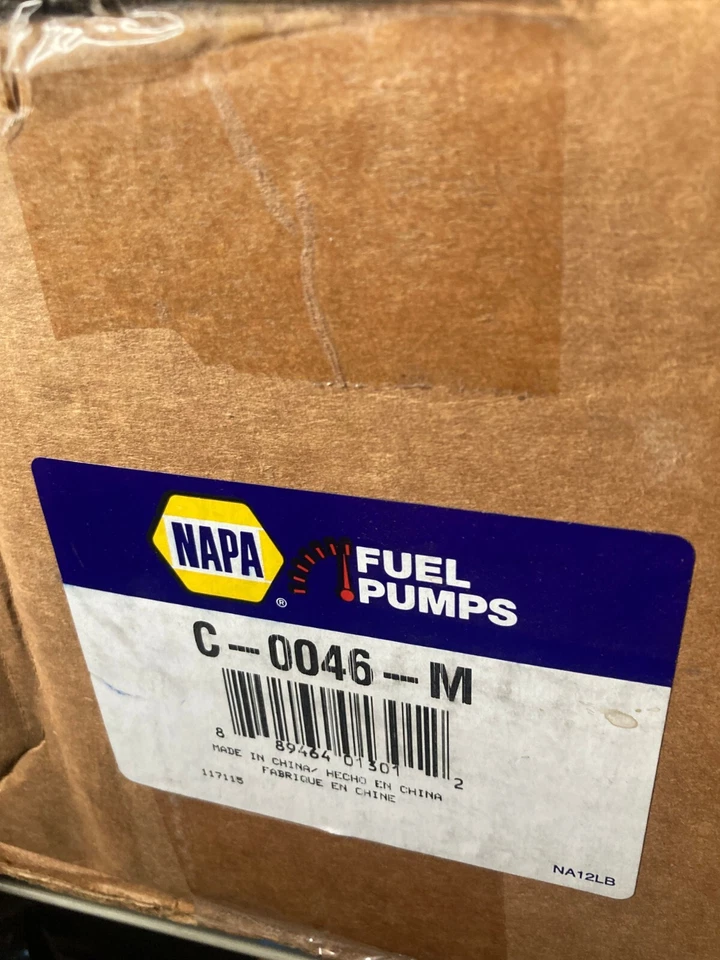 NAPA
®
FUEL
PUMPS
C-0046-M
8 89464 01301 2
MADE IN CHINA/ HECHO EN CHINA
FABRIQUE EN CHINE
117115
NA12LB